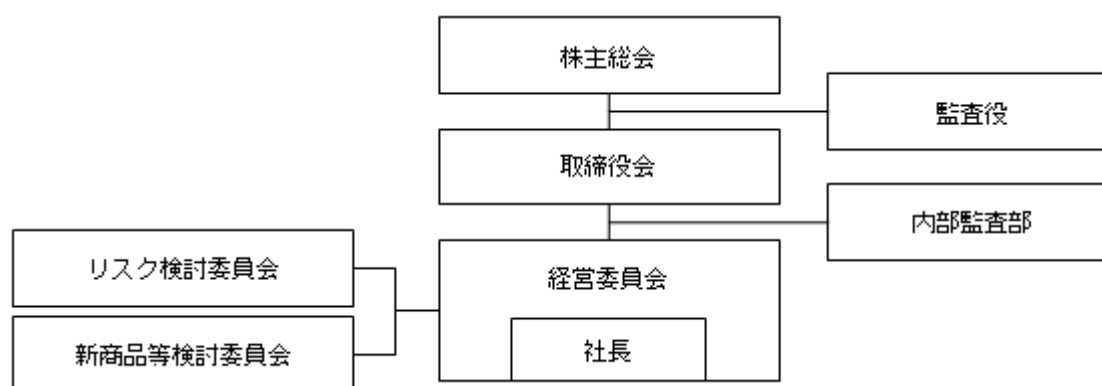 株主総会
監査役
取締役会
内部監査部
リスク検討委員会
経営委員会
新商品等検討委員会
社長